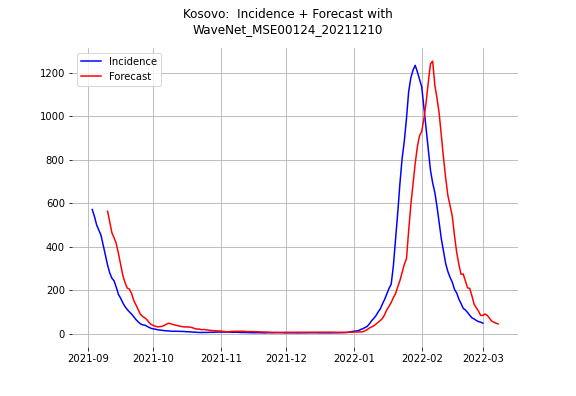 Kosovo:  Incidence + Forecast with
WaveNet_MSE00124_20211210
Incidence
Forecast
1200
1000
800
600
400
200
0
2021-09 2021-10 2021-11 2021-12 2022-01 2022-02 2022-03